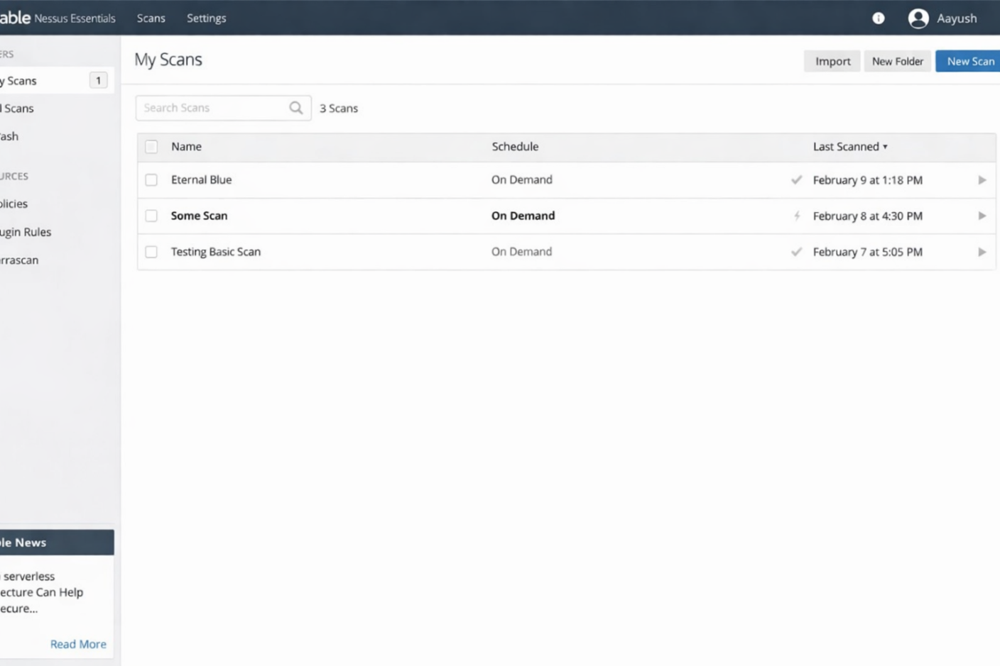 able Nessus Essentials Scans Settings Aayush
ERS
y Scans 1
l Scans
ash
URCES
olicies
ugin Rules
rrascan
My Scans
Import New Folder New Scan
Search Scans 3 Scans
Name Schedule Last Scanned
Eternal Blue On Demand February 9 at 1:18 PM
Some Scan On Demand February 8 at 4:30 PM
Testing Basic Scan On Demand February 7 at 5:05 PM
le News
serverless
ecture Can Help
ecure...
Read More